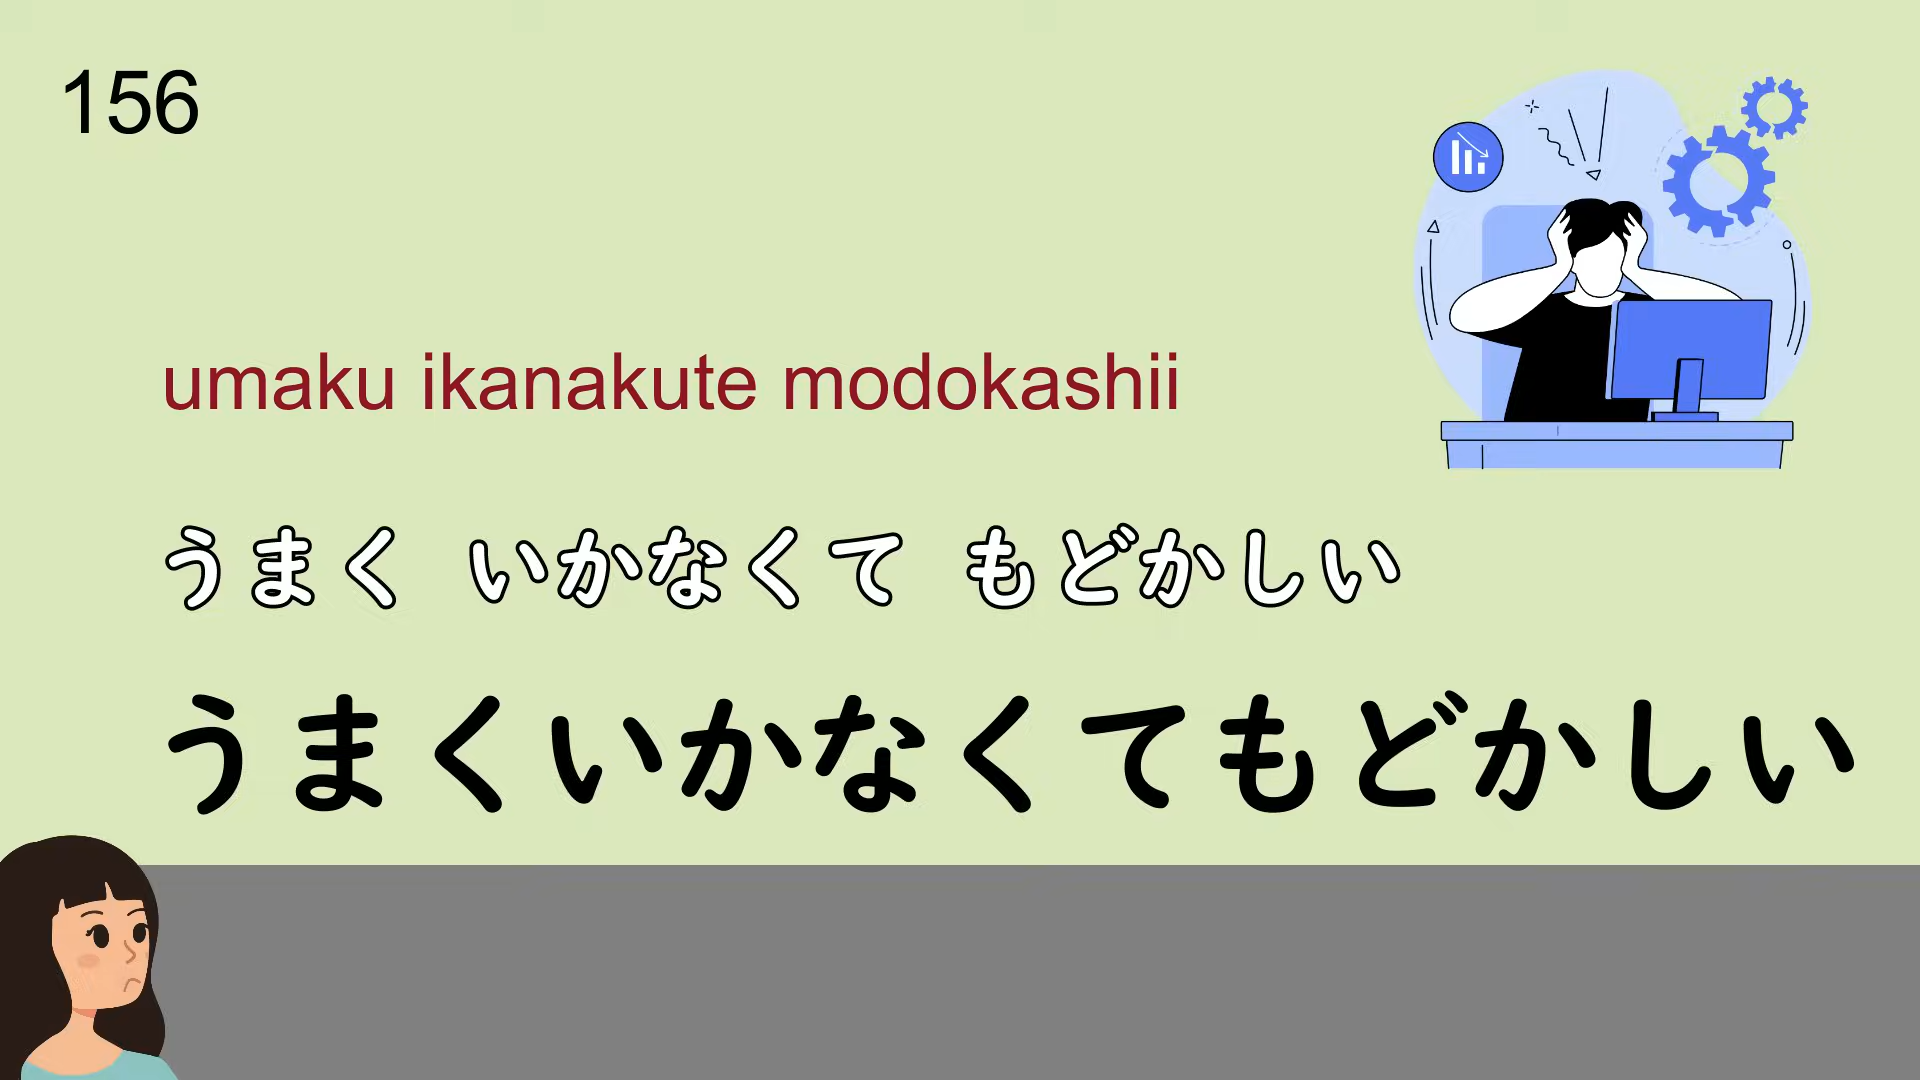 156
umaku ikanakute modokashii
うまく いかなくて もどかしい
うまくいかなくてもどかしい